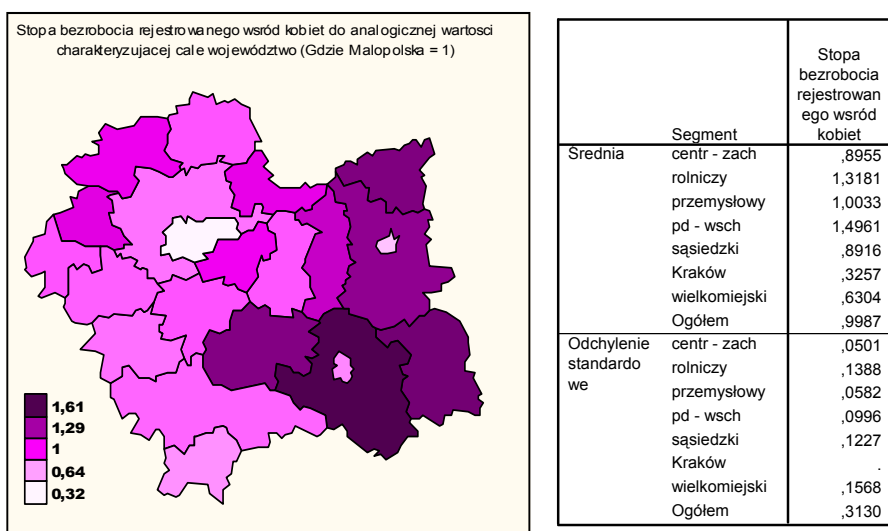 Stopa bezrobocia rejestrowanego wsród kobiet do analogicznej wartosci
charakteryzujacej cale województwo (Gdzie Malopolska = 1)
1,61
1,29
1
0,64
0,32
Segment Stopa bezrobocia rejestrowan ego wsród kobiet
Średnia centr - zach ,8955
rolniczy 1,3181
przemysłowy 1,0033
pd - wsch 1,4961
sąsiedzki ,8916
Kraków ,3257
wielkomiejski ,6304
Ogółem ,9987
Odchylenie standardo we centr - zach ,0501
rolniczy ,1388
przemysłowy ,0582
pd - wsch ,0996
sąsiedzki ,1227
Kraków .
wielkomiejski ,1568
Ogółem ,3130